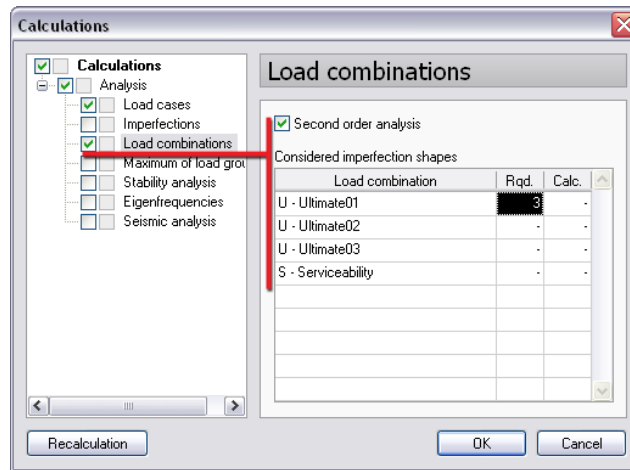 Calculations
Calculations
Analysis
Load cases
Imperfections
Load combinations
Maximum of load grou
Stability analysis
Eigenfrequencies
Seismic analysis
Load combinations
Second order analysis
Considered imperfection shapes
Load combination Rqd. Calc.
U - Ultimate01 3 -
U - Ultimate02 - -
U - Ultimate03 - -
S - Serviceability - -
Recalculation OK Cancel